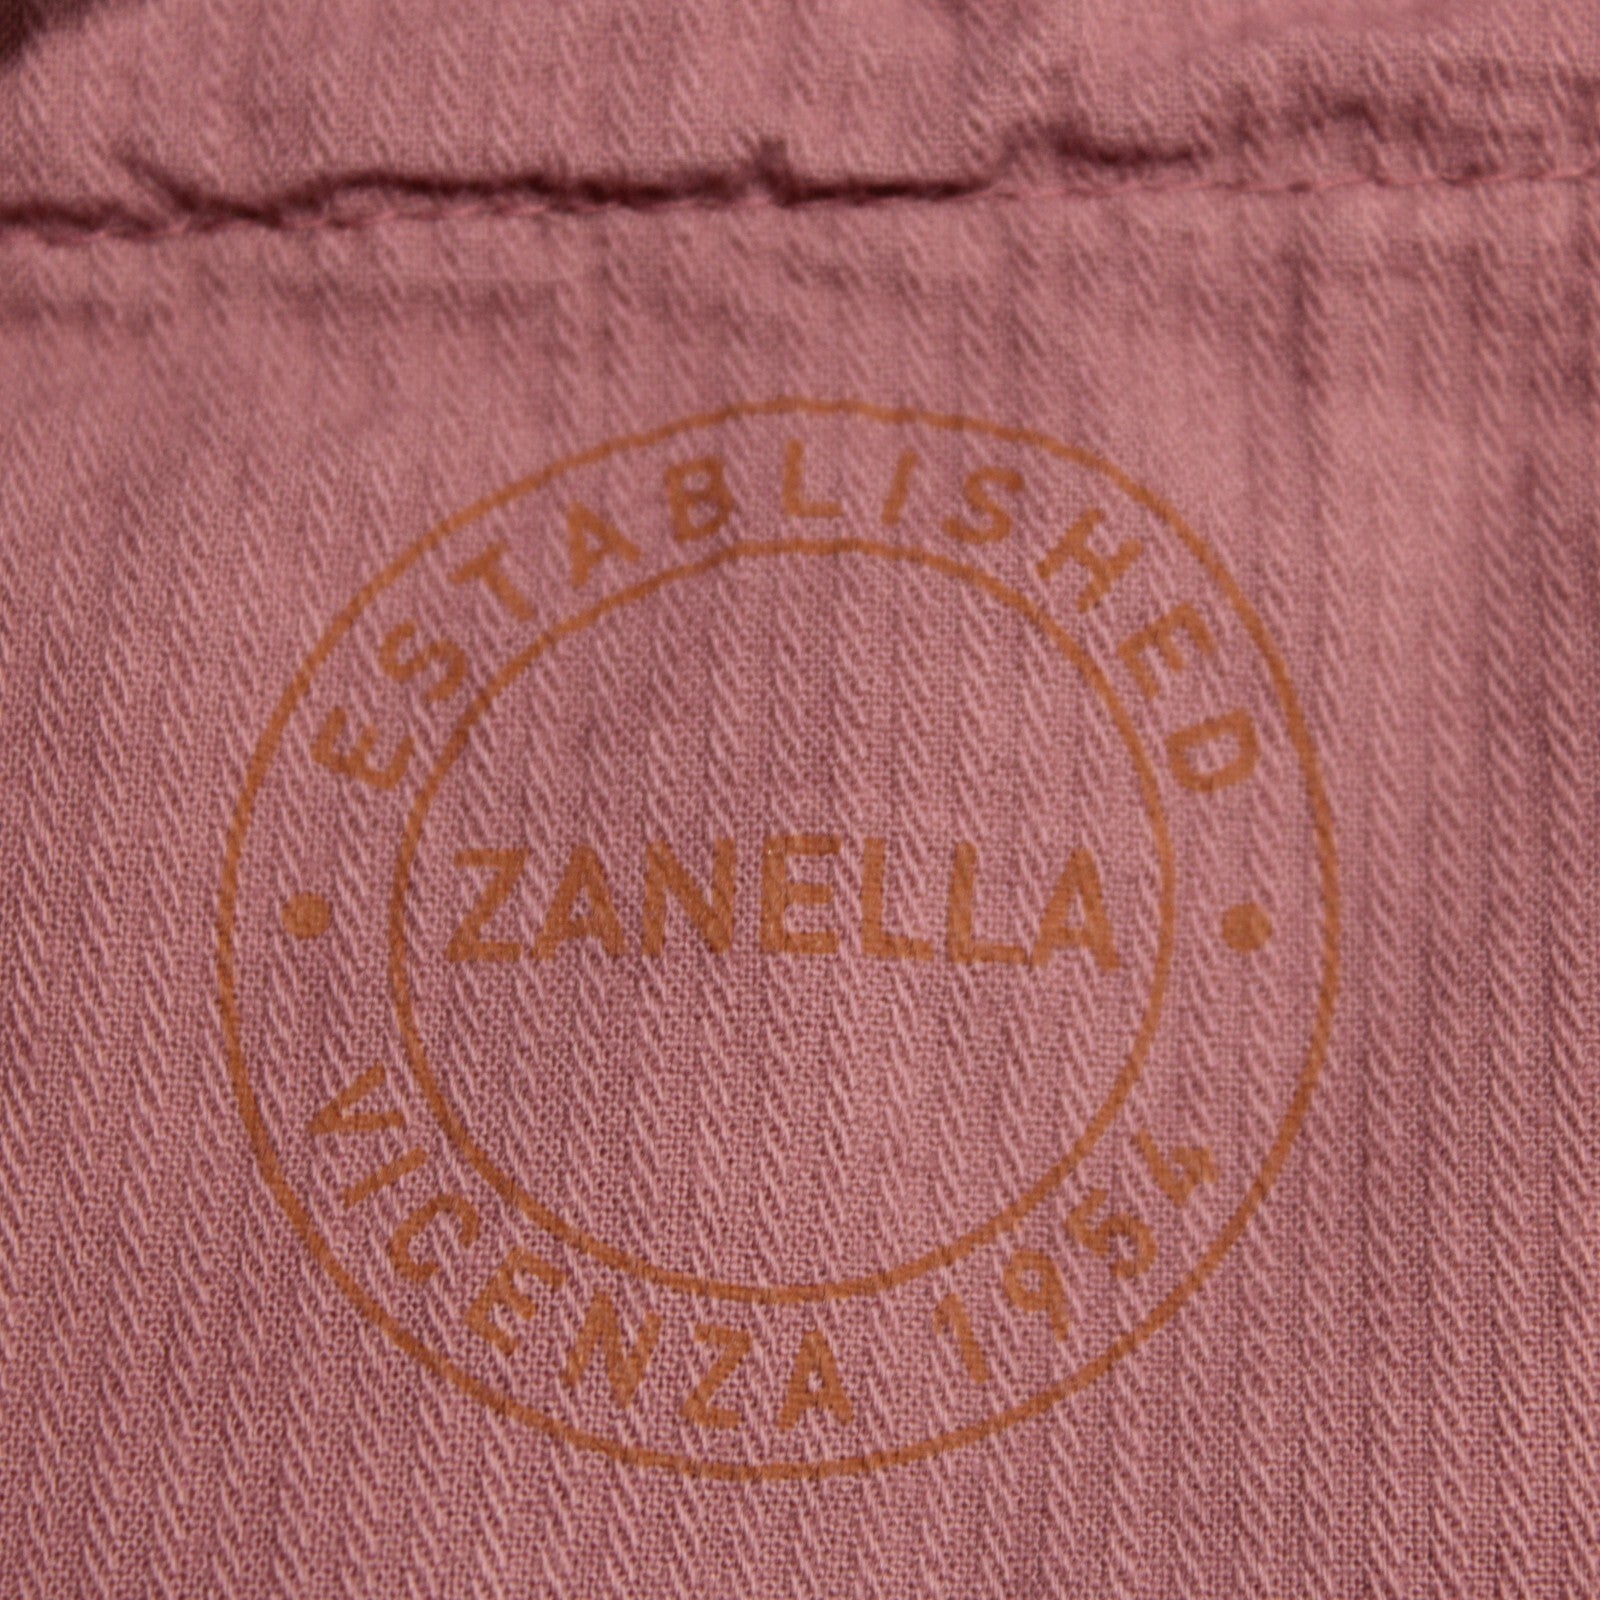 ESTABLISHED
ZANELLA
VICENZA 1954